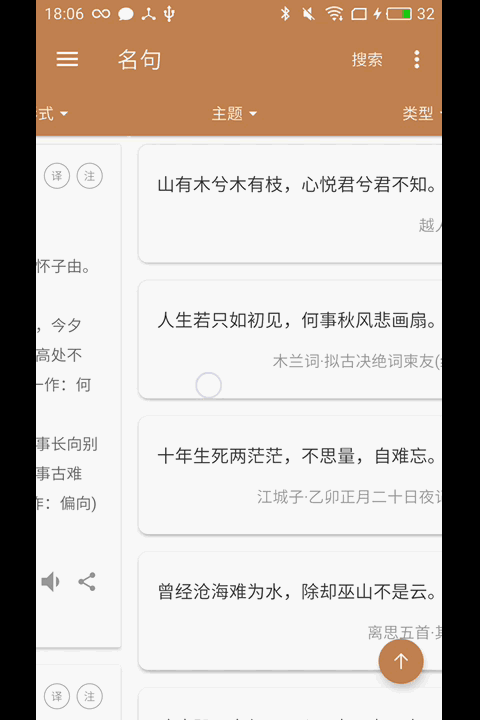 18:06
32
名句
搜索
式
主题
类型
译 注
怀子由。
，今夕
高处不
一作：何
事长向别
事古难
作：偏向)
山有木兮木有枝，心悦君兮君不知。
越人
人生若只如初见，何事秋风悲画扇。
木兰词·拟古决绝词柬友(
十年生死两茫茫，不思量，自难忘。
江城子·乙卯正月二十日夜记
曾经沧海难为水，除却巫山不是云。
离思五首·其
译 注